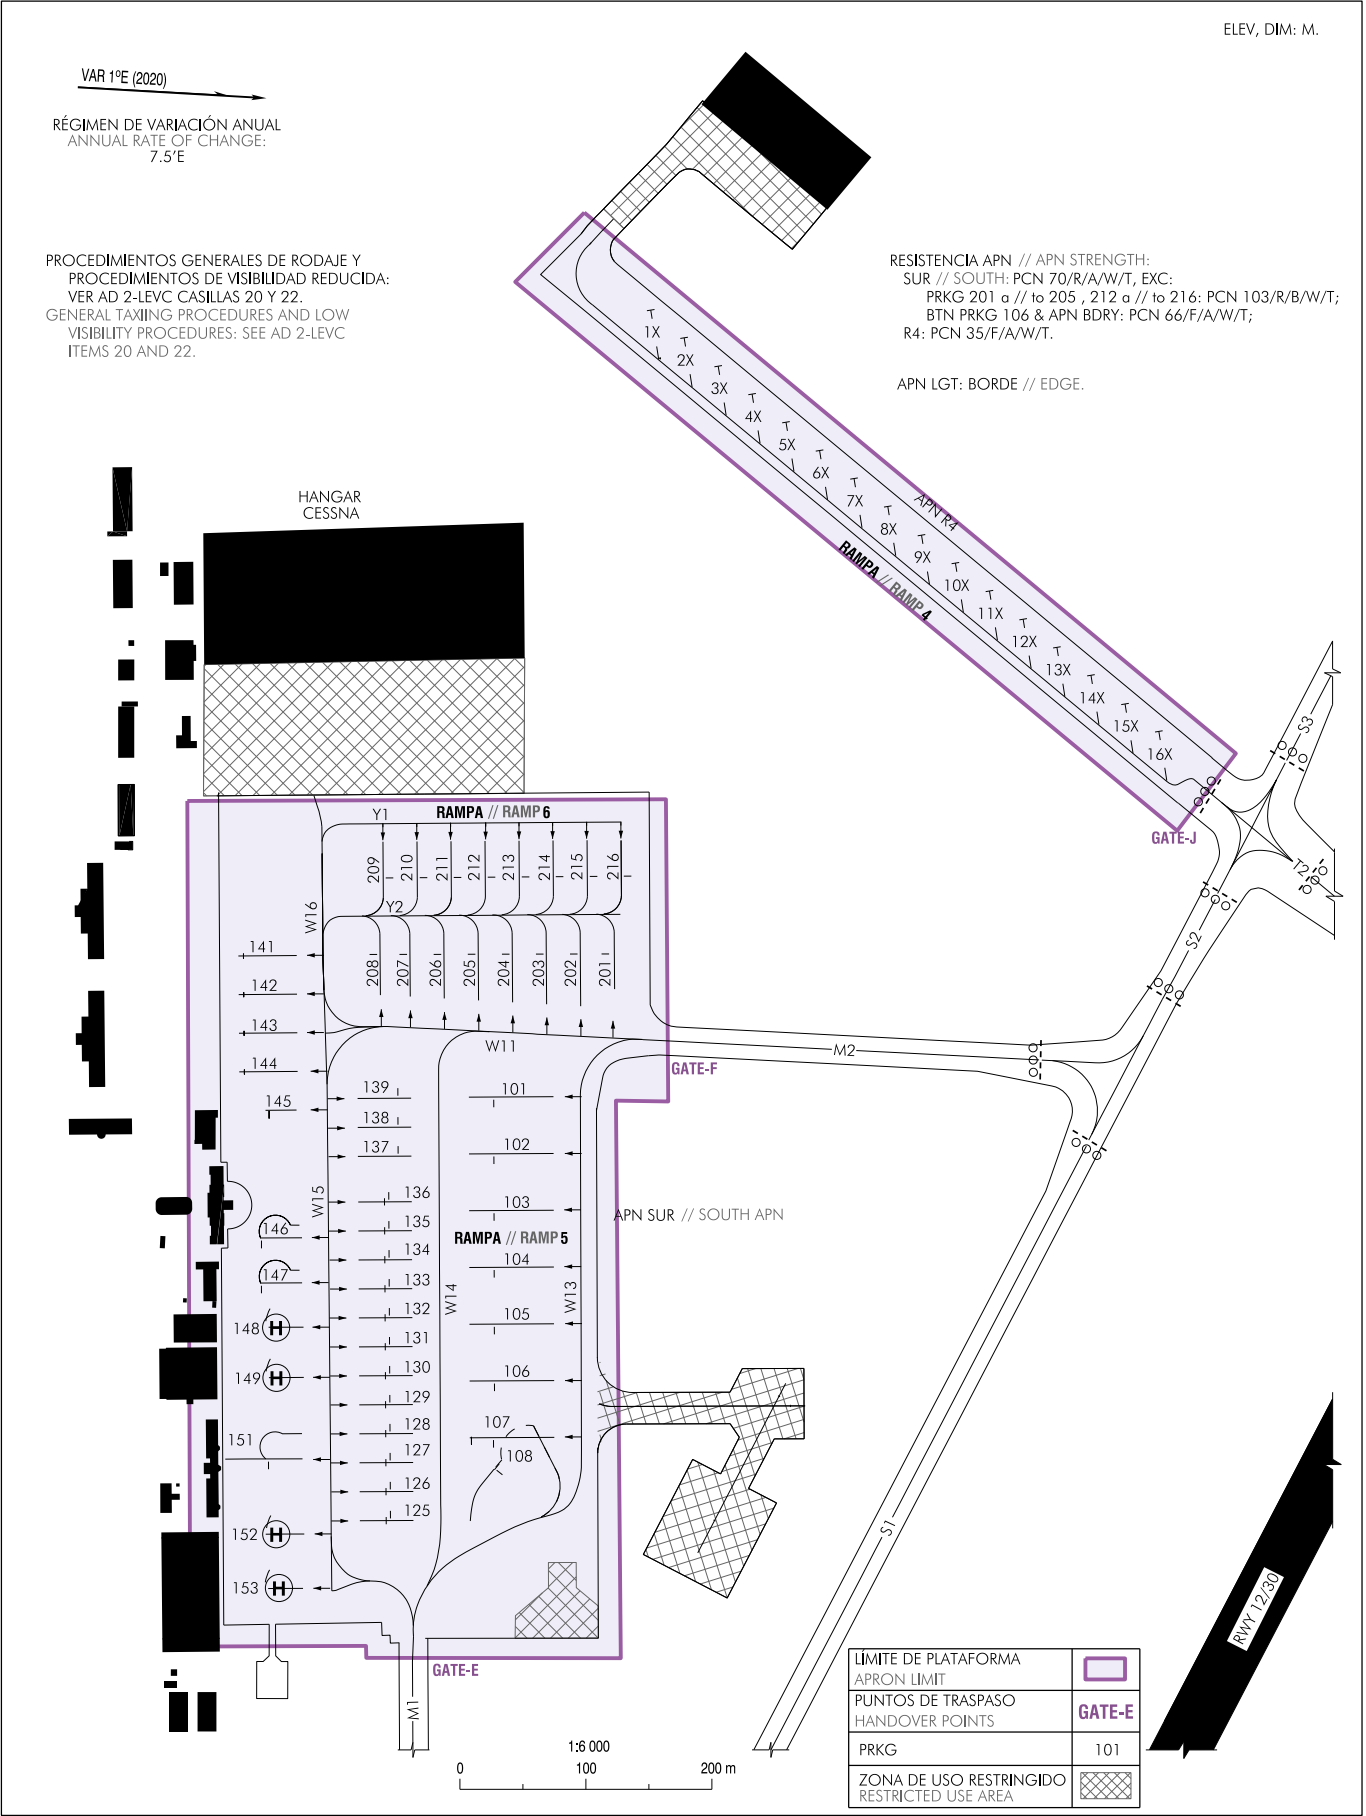 ELEV, DIM: M.
VAR 1ºE (2020)
RÉGIMEN DE VARIACIÓN ANUAL
ANNUAL RATE OF CHANGE:
7.5'E
PROCEDIMIENTOS GENERALES DE RODAJE Y
PROCEDIMIENTOS DE VISIBILIDAD REDUCIDA:
VER AD 2-LEVC CASILLAS 20 Y 22.
GENERAL TAXIING PROCEDURES AND LOW
VISIBILITY PROCEDURES: SEE AD 2-LEVC
ITEMS 20 AND 22.
RESISTENCIA APN // APN STRENGTH:
SUR // SOUTH: PCN 70/R/A/W/T, EXC:
PRKG 201 a // to 205 , 212 a // to 216: PCN 103/R/B/W/T;
BTN PRKG 106 & APN BDRY: PCN 66/F/A/W/T;
R4: PCN 35/F/A/W/T.
APN LGT: BORDE // EDGE.
1X
2X
3X
4X
5X
6X
7X
8X
9X
10X
11X
12X
13X
14X
15X
16X
APN R4
RAMPA // RAMP 4
HANGAR
CESSNA
S3
GATE-J
T2
S2
Y1
RAMPA // RAMP 6
209
210
211
212
213
214
215
216
Y2
W16
208
207
206
205
204
203
202
201
141
142
143
144
145
W11
M2
GATE-F
139
138
137
136
135
134
133
132
131
130
129
128
127
126
125
101
102
103
104
105
106
107
108
W15
W14
W13
RAMPA // RAMP 5
APN SUR // SOUTH APN
146
147
148 H
149 H
151
152 H
153 H
S1
RWY 12/30
GATE-E
M1
1:6 000
0 100 200 m
LÍMITE DE PLATAFORMA
APRON LIMIT
PUNTOS DE TRASPASO
HANDOVER POINTS
GATE-E
PRKG 101
ZONA DE USO RESTRINGIDO
RESTRICTED USE AREA